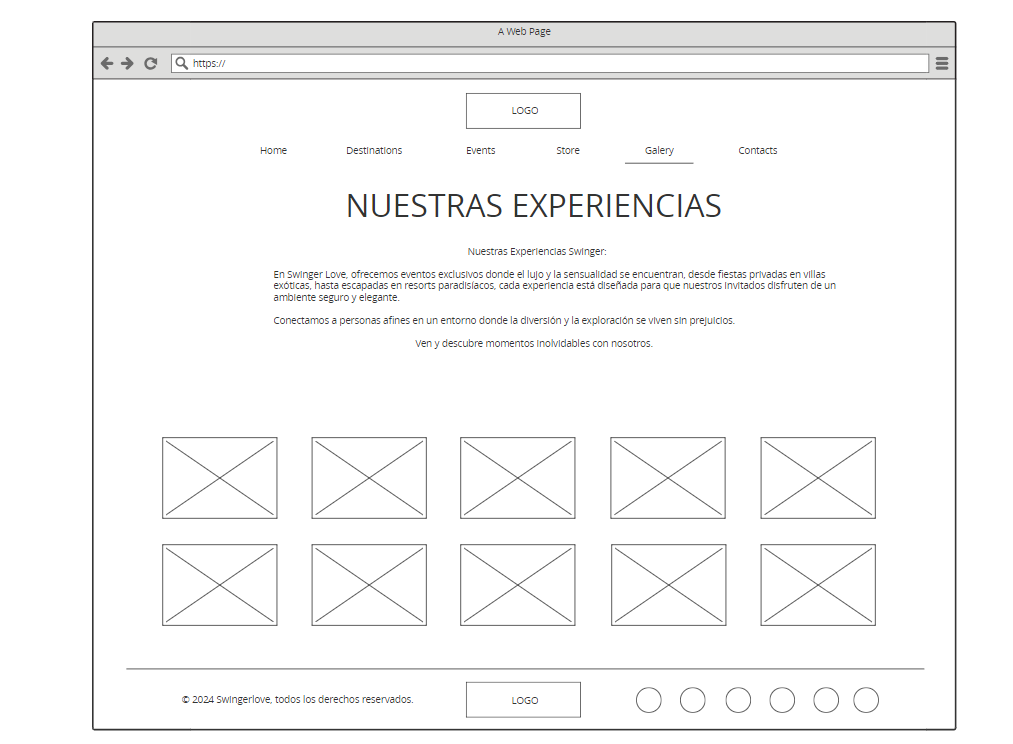 A Web Page
https://
LOGO
Home Destinations Events Store Galery Contacts
NUESTRAS EXPERIENCIAS
Nuestras Experiencias Swinger:
En Swinger Love, ofrecemos eventos exclusivos donde el lujo y la sensualidad se encuentran, desde fiestas privadas en villas
exóticas, hasta escapadas en resorts paradisíacos, cada experiencia está diseñada para que nuestros invitados disfruten de un
ambiente seguro y elegante.
Conectamos a personas afines en un entorno donde la diversión y la exploración se viven sin prejuicios.
Ven y descubre momentos inolvidables con nosotros.
© 2024 Swingerlove, todos los derechos reservados.
LOGO